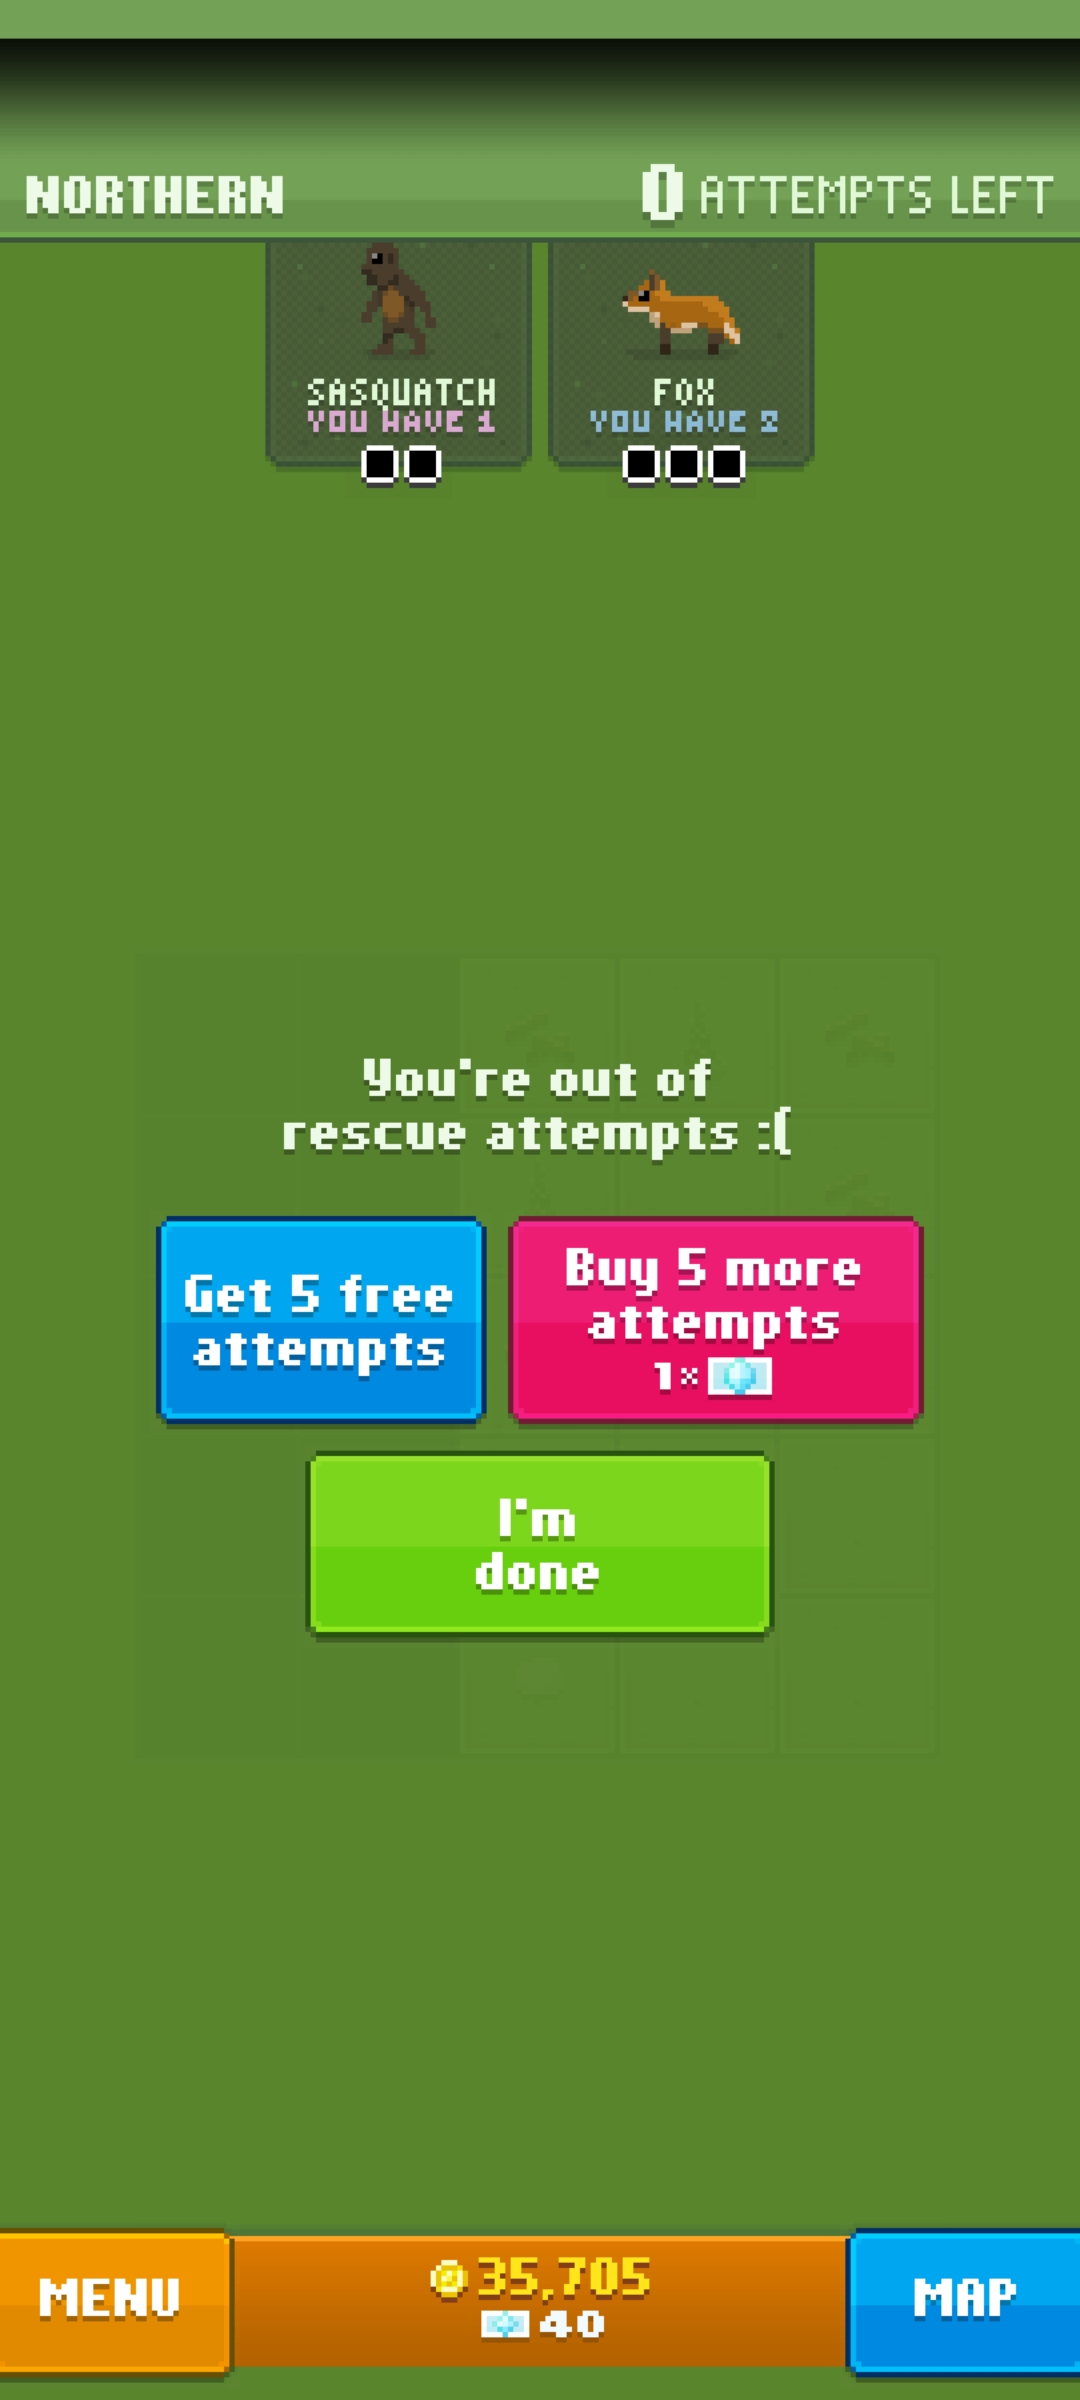 NORTHERN
0 ATTEMPTS LEFT
SASQUATCH
YOU HAVE 1
FOX
YOU HAVE 2
You're out of
rescue attempts :(
Get 5 free
attempts
Buy 5 more
attempts
1×
I'm
done
MENU
35,705
40
MAP